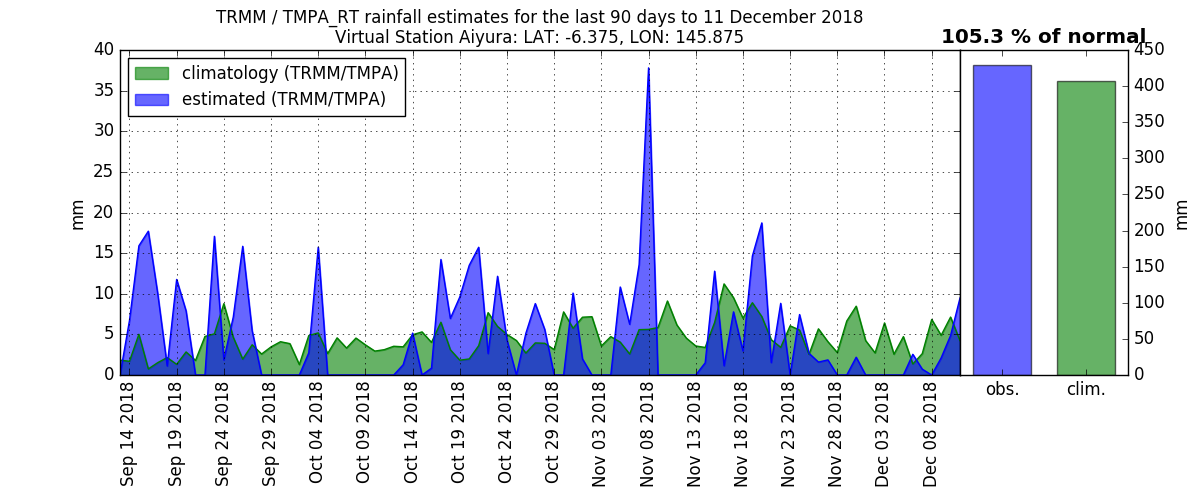 TRMM / TMPA_RT rainfall estimates for the last 90 days to 11 December 2018
Virtual Station Aiyura: LAT: -6.375, LON: 145.875
105.3 % of normal
climatology (TRMM/TMPA)
estimated (TRMM/TMPA)
mm
40
35
30
25
20
15
10
5
0
Sep 14 2018
Sep 19 2018
Sep 24 2018
Sep 29 2018
Oct 04 2018
Oct 09 2018
Oct 14 2018
Oct 19 2018
Oct 24 2018
Oct 29 2018
Nov 03 2018
Nov 08 2018
Nov 13 2018
Nov 18 2018
Nov 23 2018
Nov 28 2018
Dec 03 2018
Dec 08 2018
obs.
clim.
450
400
350
300
250
200
150
100
50
0
mm